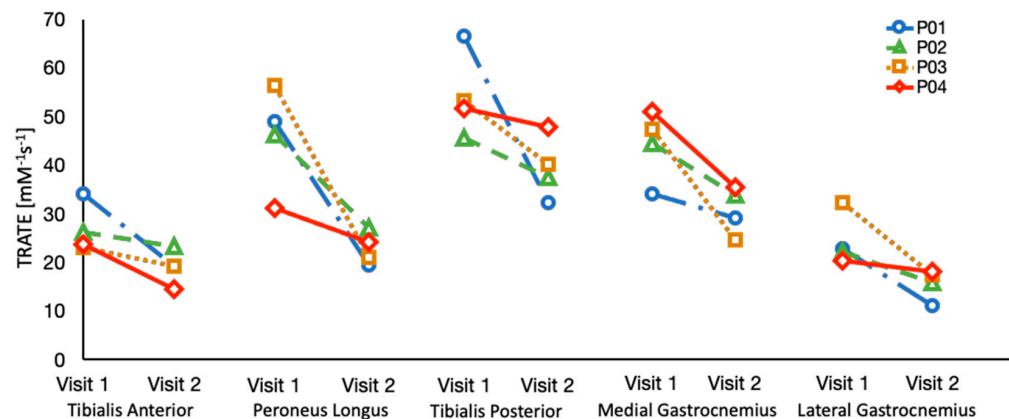 70
60
50
40
30
20
10
0
TRATE [mM⁻¹s⁻¹]
P01
P02
P03
P04
Visit 1 Visit 2 Visit 1 Visit 2 Visit 1 Visit 2 Visit 1 Visit 2 Visit 1 Visit 2
Tibialis Anterior Peroneus Longus Tibialis Posterior Medial Gastrocnemius Lateral Gastrocnemius